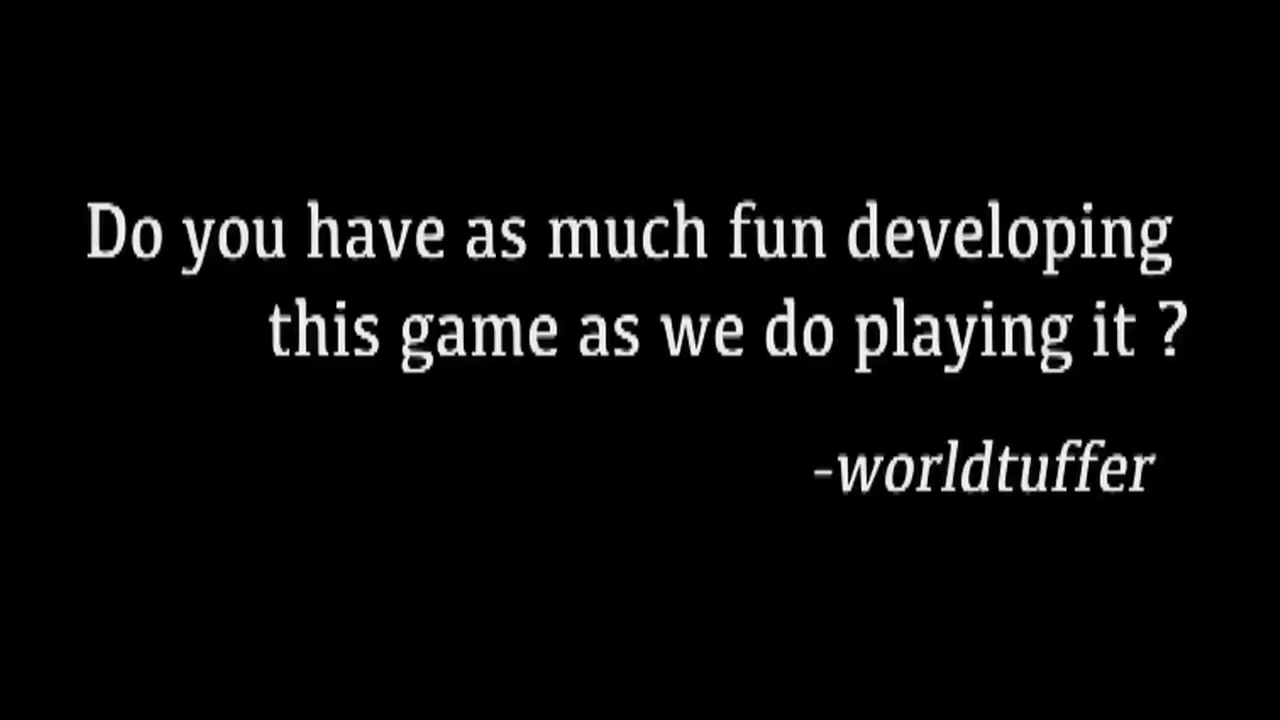 Do you have as much fun developing
this game as we do playing it ?
-worldtuffer